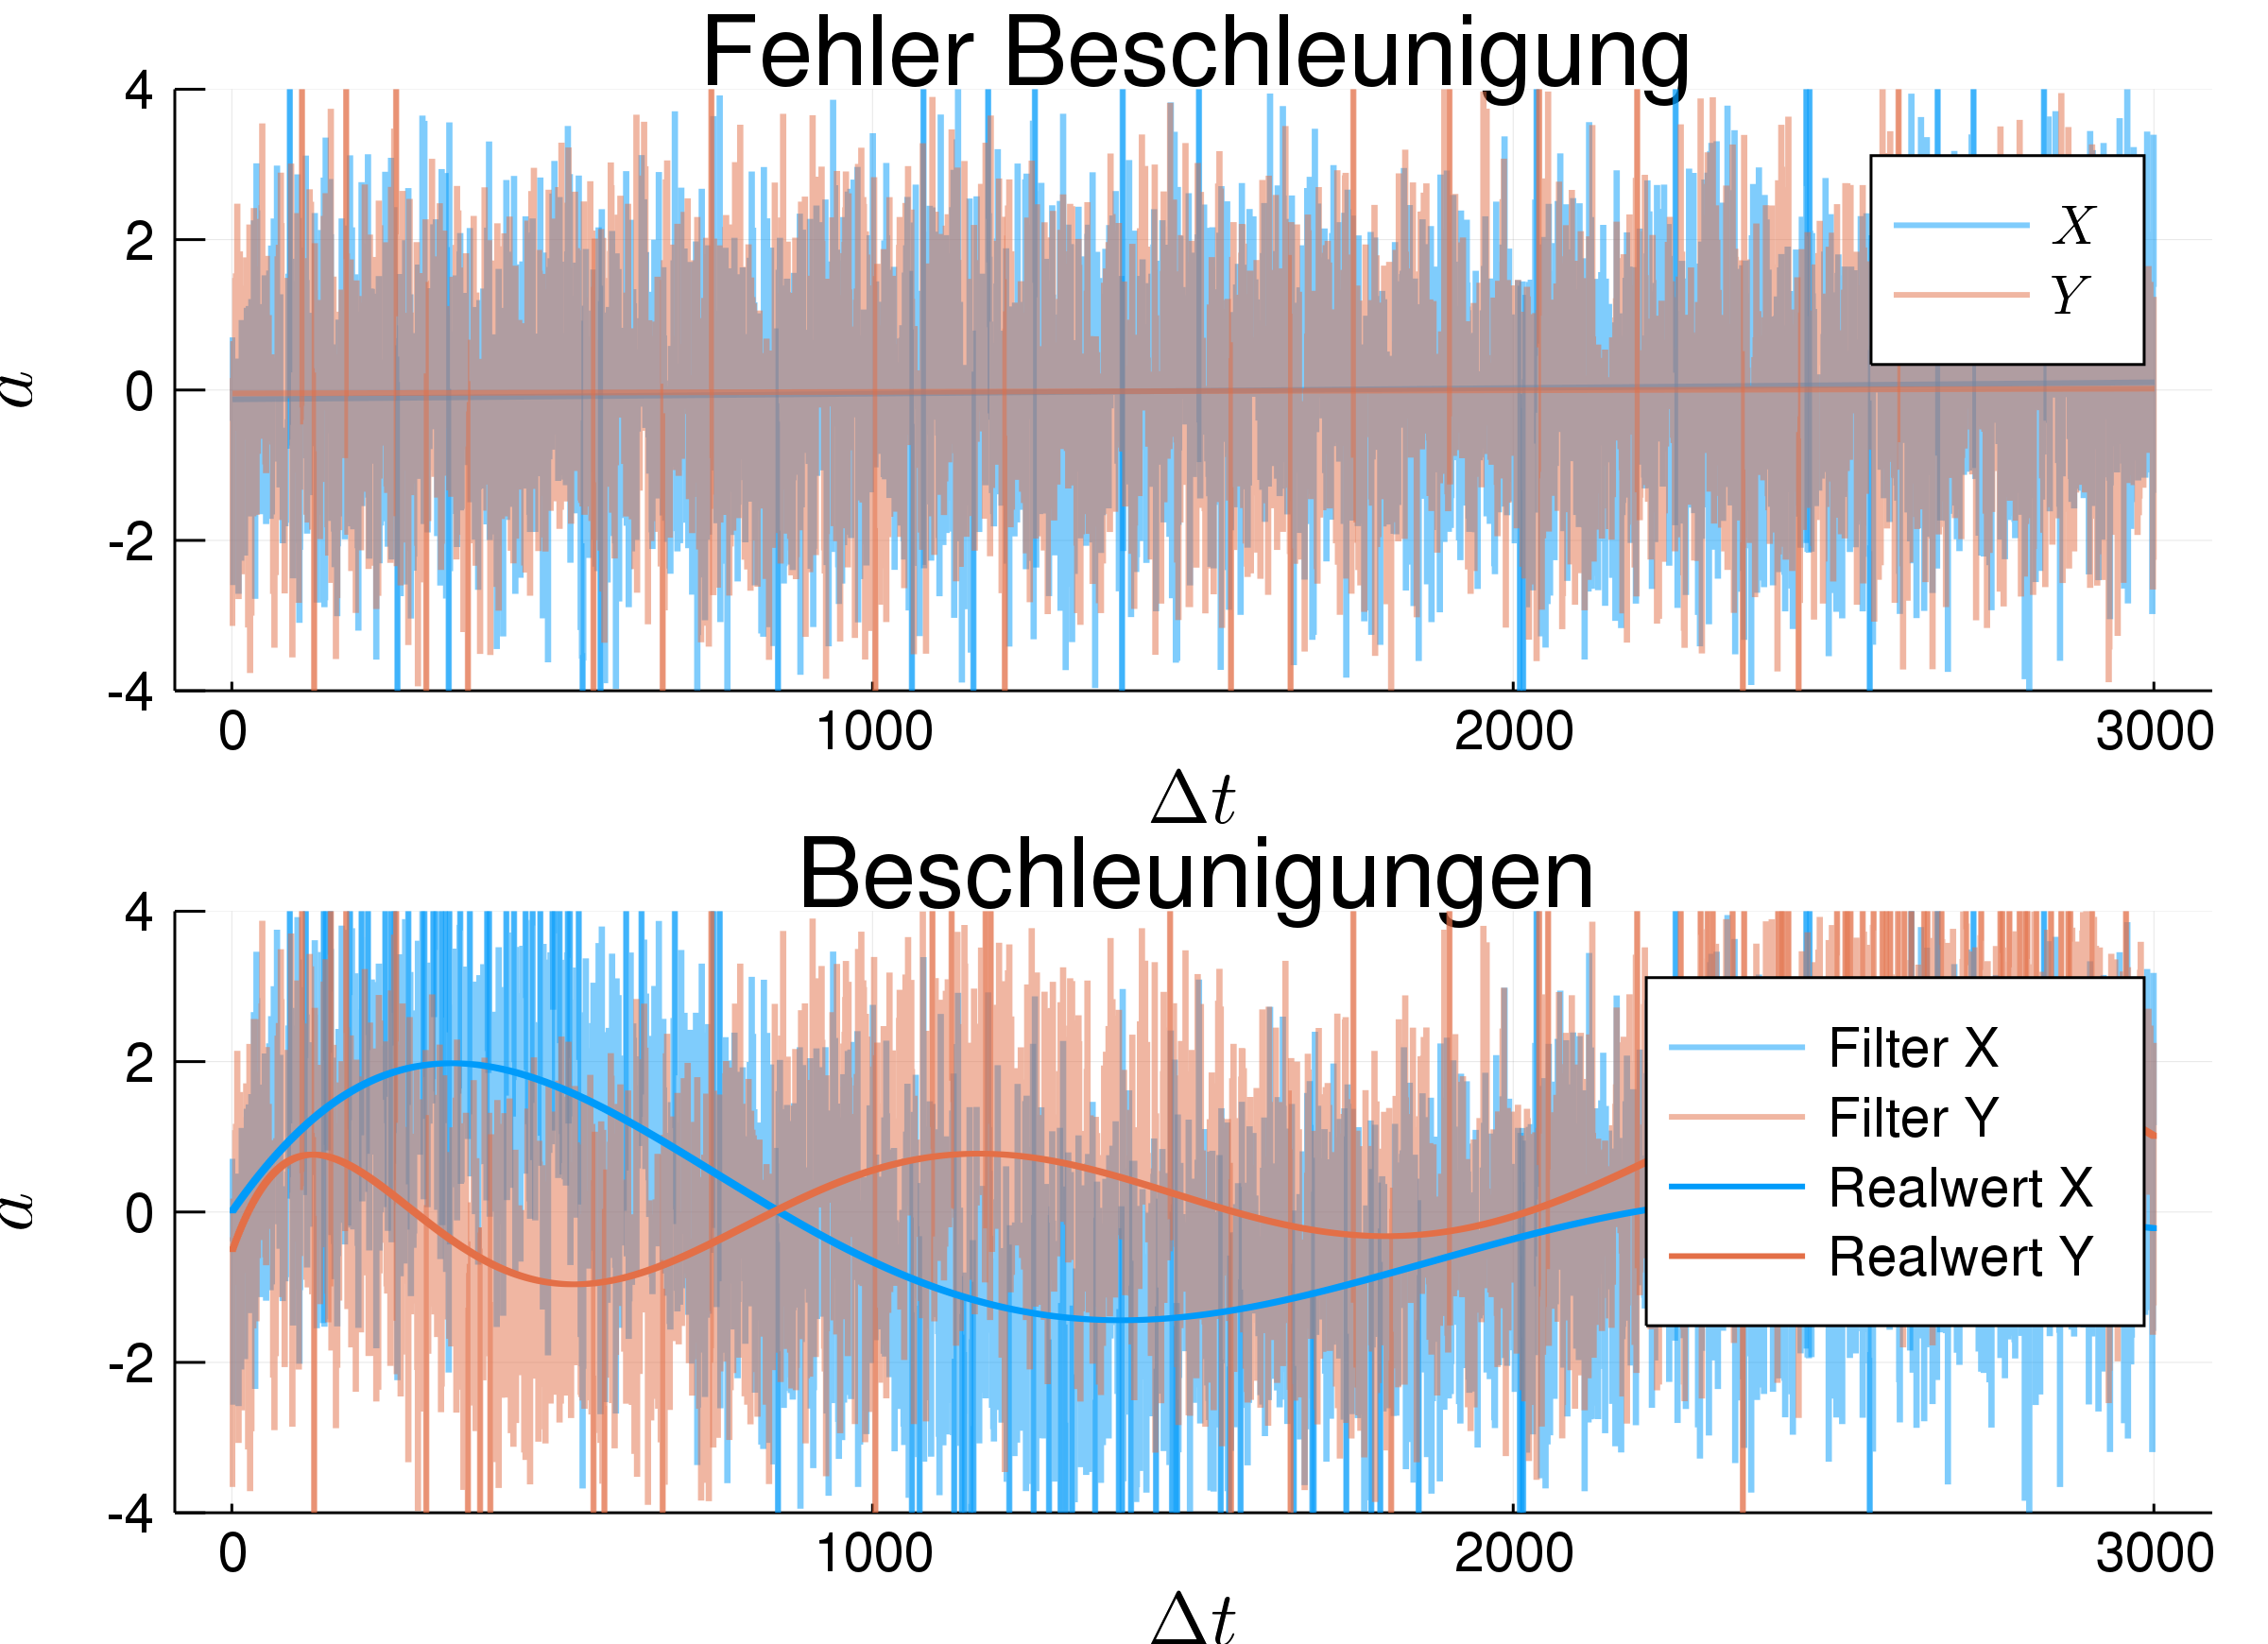 Fehler Beschleunigung
4
2
0
-2
-4
a
X
Y
0 1000 2000 3000
Δt
Beschleunigungen
4
2
0
-2
-4
a
Filter X
Filter Y
Realwert X
Realwert Y
0 1000 2000 3000
Δt